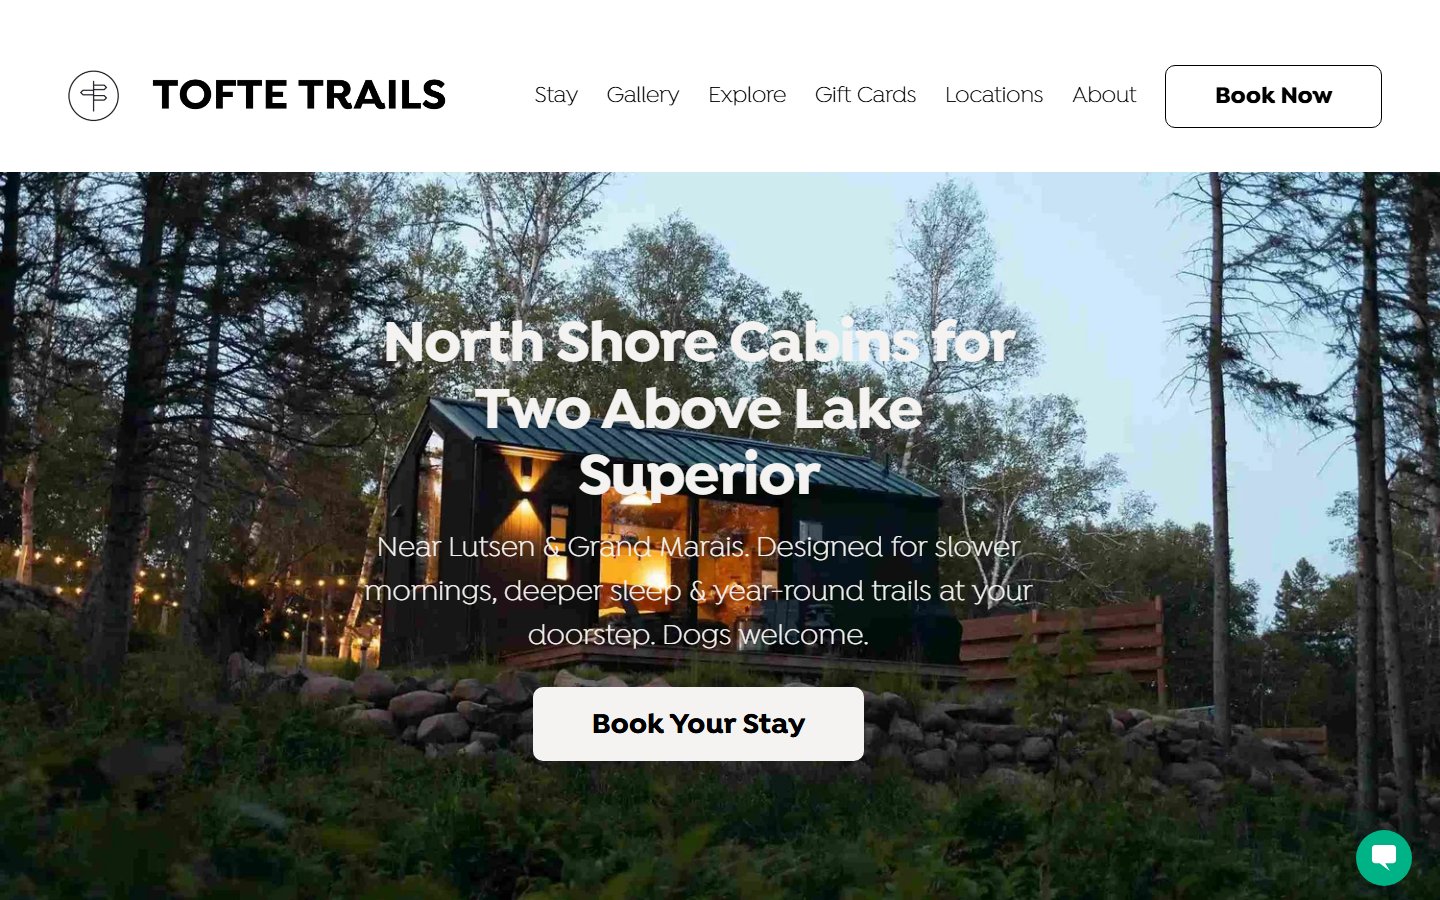 TOFTE TRAILS
Stay
Gallery
Explore
Gift Cards
Locations
About
Book Now
North Shore Cabins for
Two Above Lake
Superior
Near Lutsen & Grand Marais. Designed for slower
mornings, deeper sleep & year-round trails at your
doorstep. Dogs welcome.
Book Your Stay